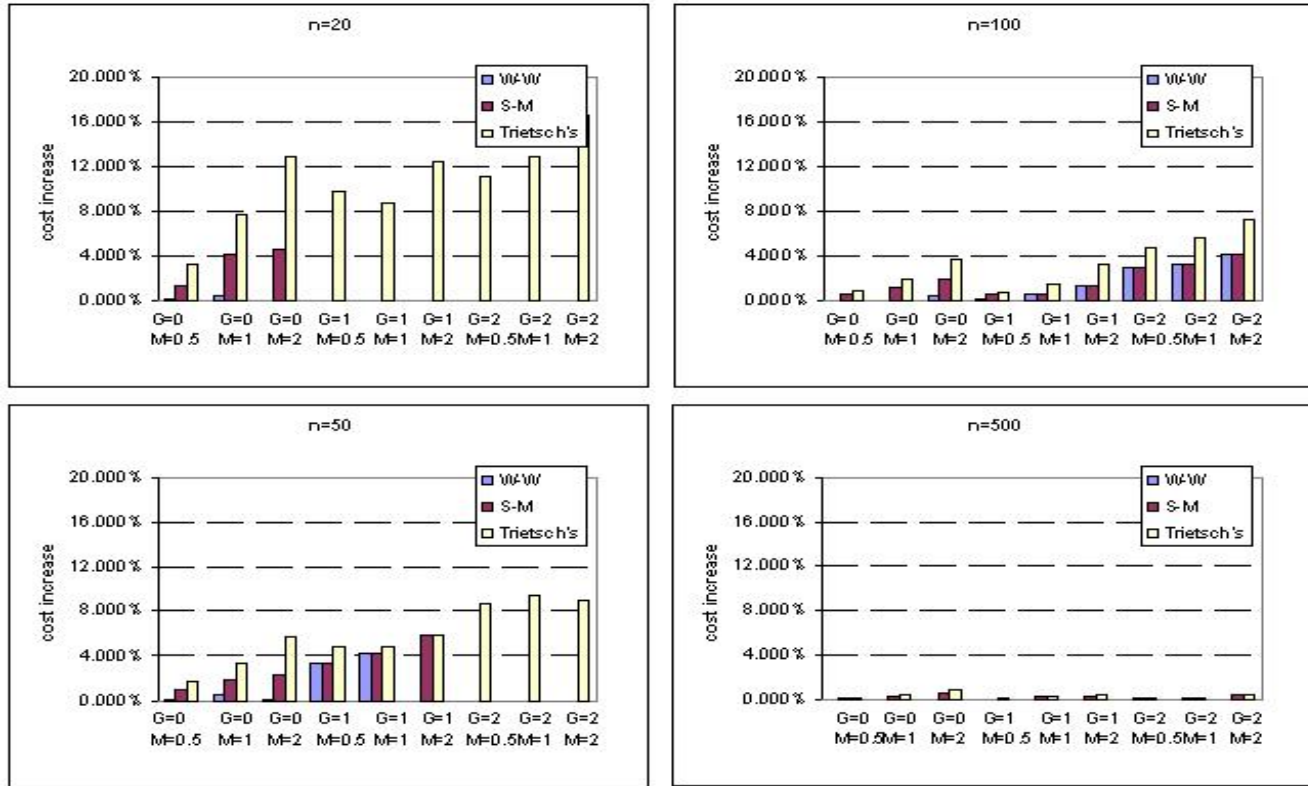 n=20
20.000%
16.000%
12.000%
8.000%
4.000%
0.000%
cost increase
W-W
S-M
Trietsch's
G=0 G=0 G=0 G=1 G=1 G=1 G=2 G=2 G=2
M=0.5 M=1 M=2 M=0.5 M=1 M=2 M=0.5 M=1 M=2
n=100
20.000%
16.000%
12.000%
8.000%
4.000%
0.000%
cost increase
W-W
S-M
Trietsch's
G=0 G=0 G=0 G=1 G=1 G=1 G=2 G=2 G=2
M=0.5 M=1 M=2 M=0.5 M=1 M=2 M=0.5 M=1 M=2
n=50
20.000%
16.000%
12.000%
8.000%
4.000%
0.000%
cost increase
W-W
S-M
Trietsch's
G=0 G=0 G=0 G=1 G=1 G=1 G=2 G=2 G=2
M=0.5 M=1 M=2 M=0.5 M=1 M=2 M=0.5 M=1 M=2
n=500
20.000%
16.000%
12.000%
8.000%
4.000%
0.000%
cost increase
W-W
S-M
Trietsch's
G=0 G=0 G=0 G=1 G=1 G=1 G=2 G=2 G=2
M=0.5 M=1 M=2 M=0.5 M=1 M=2 M=0.5 M=1 M=2